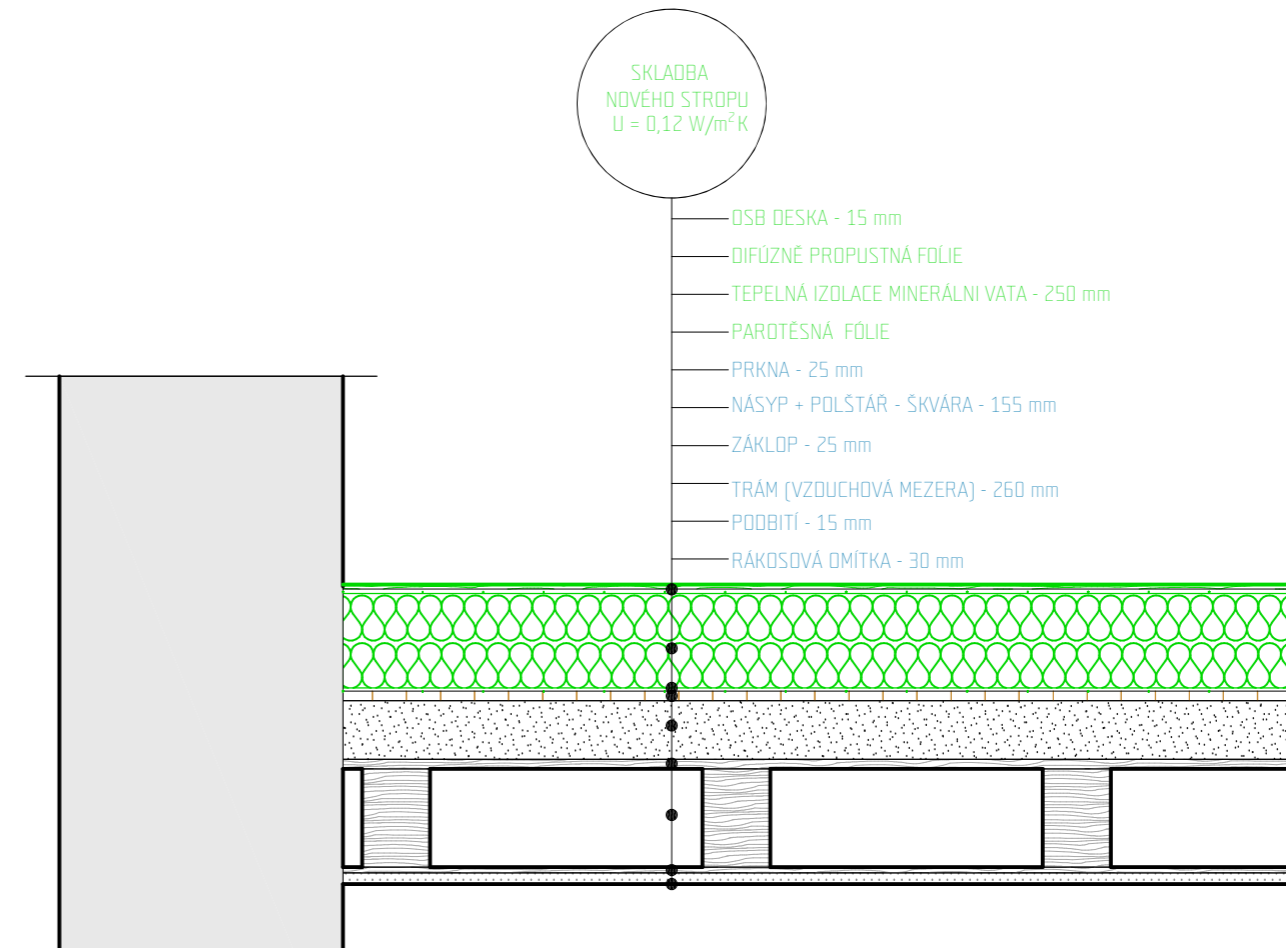 SKLADBA
NOVÉHO STROPU
U = 0,12 W/m²K
OSB DESKA - 15 mm
DIFÚZNĚ PROPUSTNÁ FOLIE
TEPELNÁ IZOLACE MINERÁLNI VATA - 250 mm
PAROTĚSNÁ FÓLIE
PRKNA - 25 mm
NÁSYP + POLŠTÁŘ - ŠKVÁRA - 155 mm
ZÁKLOP - 25 mm
TRÁM (VZDUCHOVÁ MEZERA) - 260 mm
PODBITÍ - 15 mm
RÁKOSOVÁ OMÍTKA - 30 mm